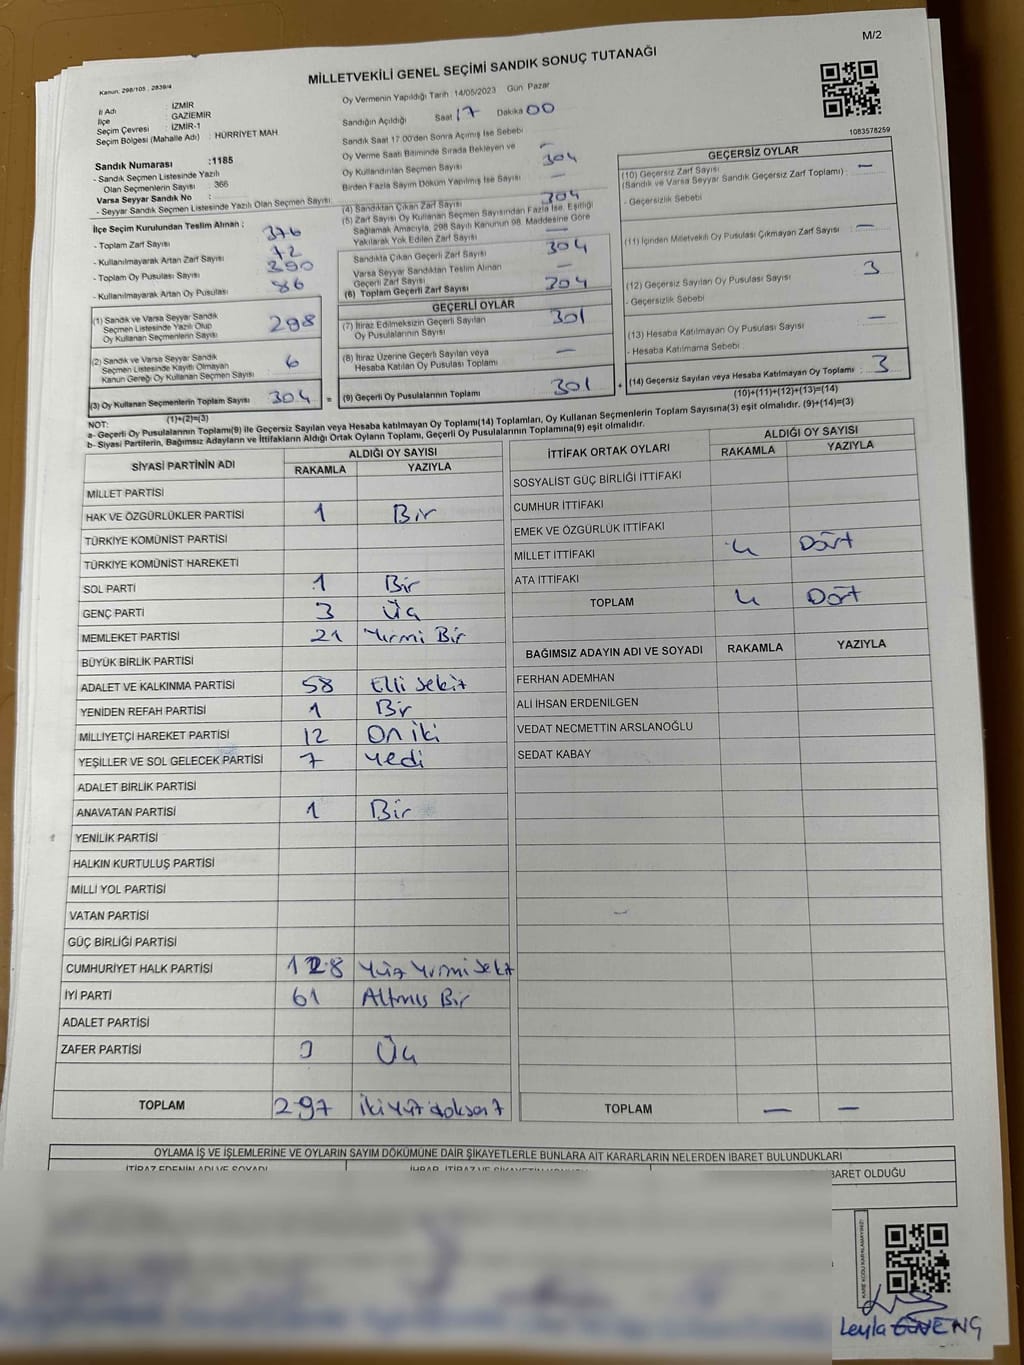 M/2
MİLLETVEKİLİ GENEL SEÇİMİ SANDIK SONUÇ TUTANAĞI
Kanun, 298/105, 2839/4
İl Adı : İZMİR
İlçe : GAZİEMİR
Seçim Çevresi : İZMİR-1
Seçim Bölgesi (Mahalle Adı) : HÜRRİYET MAH
Sandık Numarası :1185
- Sandık Seçmen Listesinde Yazılı
Olan Seçmenlerin Sayısı : 366
Varsa Seyyar Sandık No :
- Seyyar Sandık Seçmen Listesinde Yazılı Olan Seçmen Sayısı:
İlçe Seçim Kurulundan Teslim Alınan :
- Toplam Zarf Sayısı 376
- Kullanılmayarak Artan Zarf Sayısı 72
- Toplam Oy Pusulası Sayısı 390
- Kullanılmayarak Artan Oy Pusulası 86
(1) Sandık ve Varsa Seyyar Sandık
Seçmen Listesinde Yazılı Olup
Oy Kullanan Seçmenlerin Sayısı 298
(2) Sandık ve Varsa Seyyar Sandık
Seçmen Listesinde Kayıtlı Olmayan
Kanun Gereği Oy Kullanan Seçmen Sayısı : 6
(3) Oy Kullanan Seçmenlerin Toplam Sayısı 304 =
(1)+(2)=(3)
Oy Vermenin Yapıldığı Tarih : 14/05/2023 Gün Pazar
Sandığın Açıldığı Saat 17 Dakika 00
Sandık Saat 17.00'den Sonra Açılmış İse Sebebi
Oy Verme Saati Bitiminde Sırada Bekleyen ve –
Oy Kullandırılan Seçmen Sayısı 304
Birden Fazla Sayım Döküm Yapılmış İse Sayısı –
(4) Sandıktan Çıkan Zarf Sayısı 304
(5) Zarf Sayısı Oy Kullanan Seçmen Sayısından Fazla İse, Eşitliği
Sağlamak Amacıyla, 298 Sayılı Kanunun 98. Maddesine Göre
Yakılarak Yok Edilen Zarf Sayısı –
Sandıkta Çıkan Geçerli Zarf Sayısı 304
Varsa Seyyar Sandıktan Teslim Alınan
Geçerli Zarf Sayısı –
(6) Toplam Geçerli Zarf Sayısı 304
GEÇERLİ OYLAR
(7) İtiraz Edilmeksizin Geçerli Sayılan
Oy Pusulalarının Sayısı 301
(8) İtiraz Üzerine Geçerli Sayılan veya
Hesaba Katılan Oy Pusulası Toplamı –
(9) Geçerli Oy Pusulalarının Toplamı 301 +
1083578259
GEÇERSİZ OYLAR
(10) Geçersiz Zarf Sayısı
(Sandık ve Varsa Seyyar Sandık Geçersiz Zarf Toplamı) : –
- Geçersizlik Sebebi
(11) İçinden Milletvekili Oy Pusulası Çıkmayan Zarf Sayısı : –
(12) Geçersiz Sayılan Oy Pusulası Sayısı 3
- Geçersizlik Sebebi
(13) Hesaba Katılmayan Oy Pusulası Sayısı –
- Hesaba Katılmama Sebebi :
(14) Geçersiz Sayılan veya Hesaba Katılmayan Oy Toplamı : 3
(10)+(11)+(12)+(13)=(14)
NOT:
a- Geçerli Oy Pusulalarının Toplamı(9) ile Geçersiz Sayılan veya Hesaba katılmayan Oy Toplamı(14) Toplamları, Oy Kullanan Seçmenlerin Toplam Sayısına(3) eşit olmalıdır. (9)+(14)=(3)
b- Siyasi Partilerin, Bağımsız Adayların ve İttifakların Aldığı Ortak Oyların Toplamı, Geçerli Oy Pusulalarının Toplamına(9) eşit olmalıdır.
SİYASİ PARTİNİN ADI ALDIĞI OY SAYISI
RAKAMLA YAZIYLA
MİLLET PARTİSİ
HAK VE ÖZGÜRLÜKLER PARTİSİ 1 Bir
TÜRKİYE KOMÜNİST PARTİSİ
TÜRKİYE KOMÜNİST HAREKETİ
SOL PARTİ 1 Bir
GENÇ PARTİ 3 Üç
MEMLEKET PARTİSİ 21 Yirmi Bir
BÜYÜK BİRLİK PARTİSİ
ADALET VE KALKINMA PARTİSİ 58 Elli Sekiz
YENİDEN REFAH PARTİSİ 1 Bir
MİLLİYETÇİ HAREKET PARTİSİ 12 On iki
YEŞİLLER VE SOL GELECEK PARTİSİ 7 Yedi
ADALET BİRLİK PARTİSİ
ANAVATAN PARTİSİ 1 Bir
YENİLİK PARTİSİ
HALKIN KURTULUŞ PARTİSİ
MİLLİ YOL PARTİSİ
VATAN PARTİSİ
GÜÇ BİRLİĞİ PARTİSİ
CUMHURİYET HALK PARTİSİ 128 Yüz Yirmi Sekiz
İYİ PARTİ 61 Altmış Bir
ADALET PARTİSİ
ZAFER PARTİSİ 3 Üç
TOPLAM 297 İki Yüz doksan 7
İTTİFAK ORTAK OYLARI ALDIĞI OY SAYISI
RAKAMLA YAZIYLA
SOSYALİST GÜÇ BİRLİĞİ İTTİFAKI
CUMHUR İTTİFAKI
EMEK VE ÖZGÜRLÜK İTTİFAKI
MİLLET İTTİFAKI 4 Dört
ATA İTTİFAKI
TOPLAM 4 Dört
BAĞIMSIZ ADAYIN ADI VE SOYADI RAKAMLA YAZIYLA
FERHAN ADEMHAN
ALİ İHSAN ERDENİLGEN
VEDAT NECMETTİN ARSLANOĞLU
SEDAT KABAY
TOPLAM – –
OYLAMA İŞ VE İŞLEMLERİNE VE OYLARIN SAYIM DÖKÜMÜNE DAİR ŞİKAYETLERLE BUNLARA AİT KARARLARIN NELERDEN İBARET BULUNDUKLARI
İTİRAZ EDENİN ADI VE SOYADI
BARET OLDUĞU
KARE KODU KARALAMAYINIZ!
Leyla GÜVENÇ